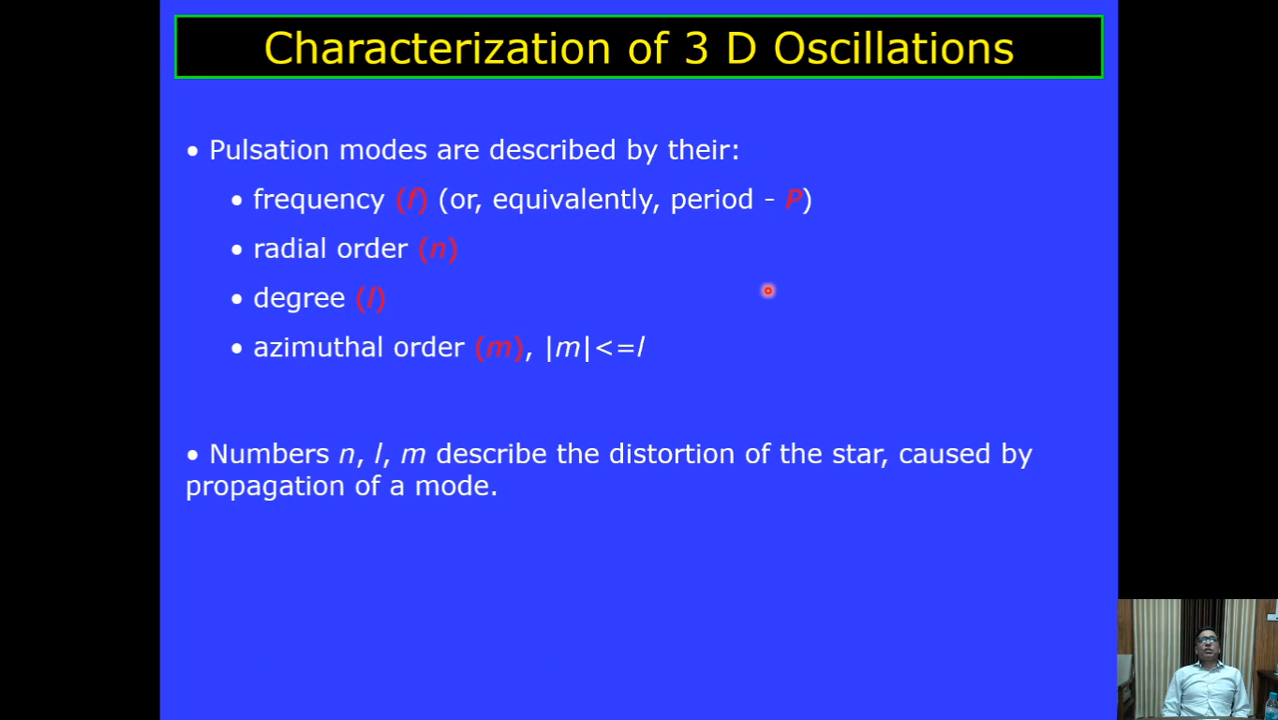 Characterization of 3 D Oscillations
• Pulsation modes are described by their:
• frequency (f) (or, equivalently, period - P)
• radial order (n)
• degree (l)
• azimuthal order (m), |m|<=l
• Numbers n, l, m describe the distortion of the star, caused by
propagation of a mode.